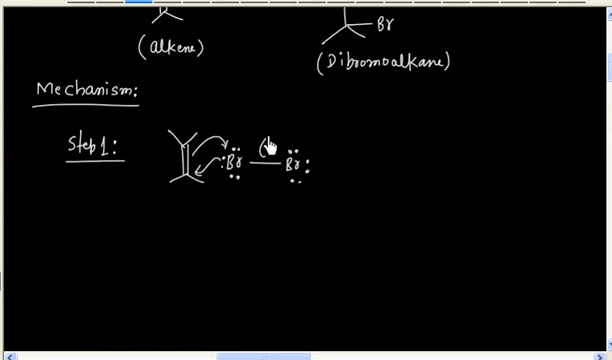 Br
(alkene)
(Dibromoalkane)
Mechanism:
Step 1:
Br Br